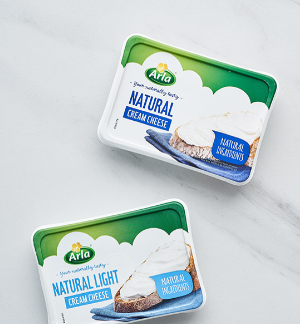 Arla
Your naturally tasty
NATURAL
CREAM CHEESE
NATURAL
INGREDIENTS
Arla
Your naturally tasty
NATURAL LIGHT
CREAM CHEESE
NATURAL
INGREDIENTS